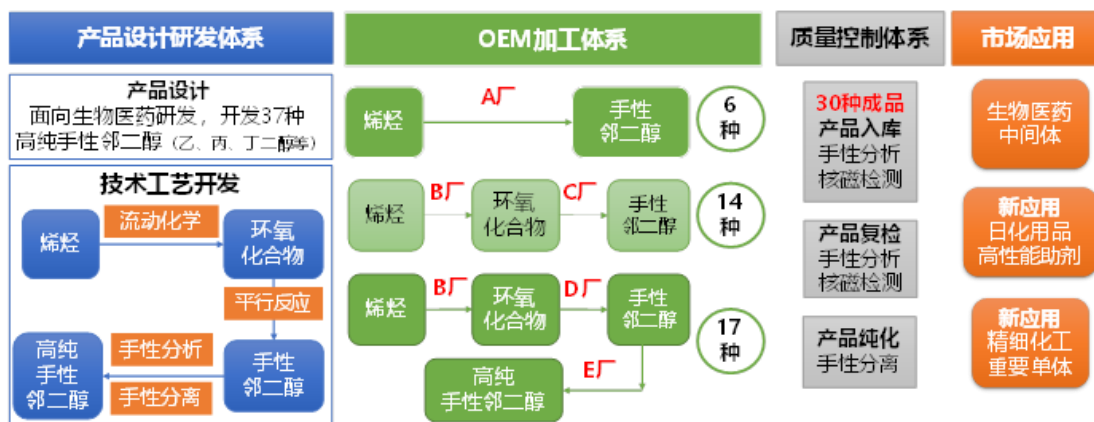 产品设计研发体系
产品设计
面向生物医药研发，开发37种
高纯手性邻二醇（乙、丙、丁二醇等）
技术工艺开发
烯烃
流动化学
环氧
化合物
平行反应
高纯
手性
邻二醇
手性分析
手性分离
手性
邻二醇
OEM加工体系
烯烃
A厂
手性
邻二醇
6
种
烯烃
B厂
环氧
化合物
C厂
手性
邻二醇
14
种
烯烃
B厂
环氧
化合物
D厂
手性
邻二醇
17
种
E厂
高纯
手性邻二醇
质量控制体系
30种成品
产品入库
手性分析
核磁检测
产品复检
手性分析
核磁检测
产品纯化
手性分离
市场应用
生物医药
中间体
新应用
日化用品
高性能助剂
新应用
精细化工
重要单体